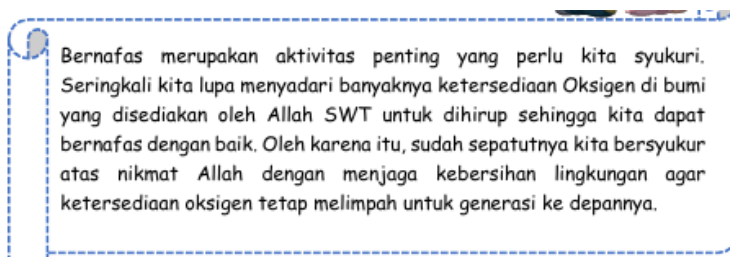 Bernafas merupakan aktivitas penting yang perlu kita syukuri.
Seringkali kita lupa menyadari banyaknya ketersediaan Oksigen di bumi
yang disediakan oleh Allah SWT untuk dihirup sehingga kita dapat
bernafas dengan baik. Oleh karena itu, sudah sepatutnya kita bersyukur
atas nikmat Allah dengan menjaga kebersihan lingkungan agar
ketersediaan oksigen tetap melimpah untuk generasi ke depannya.